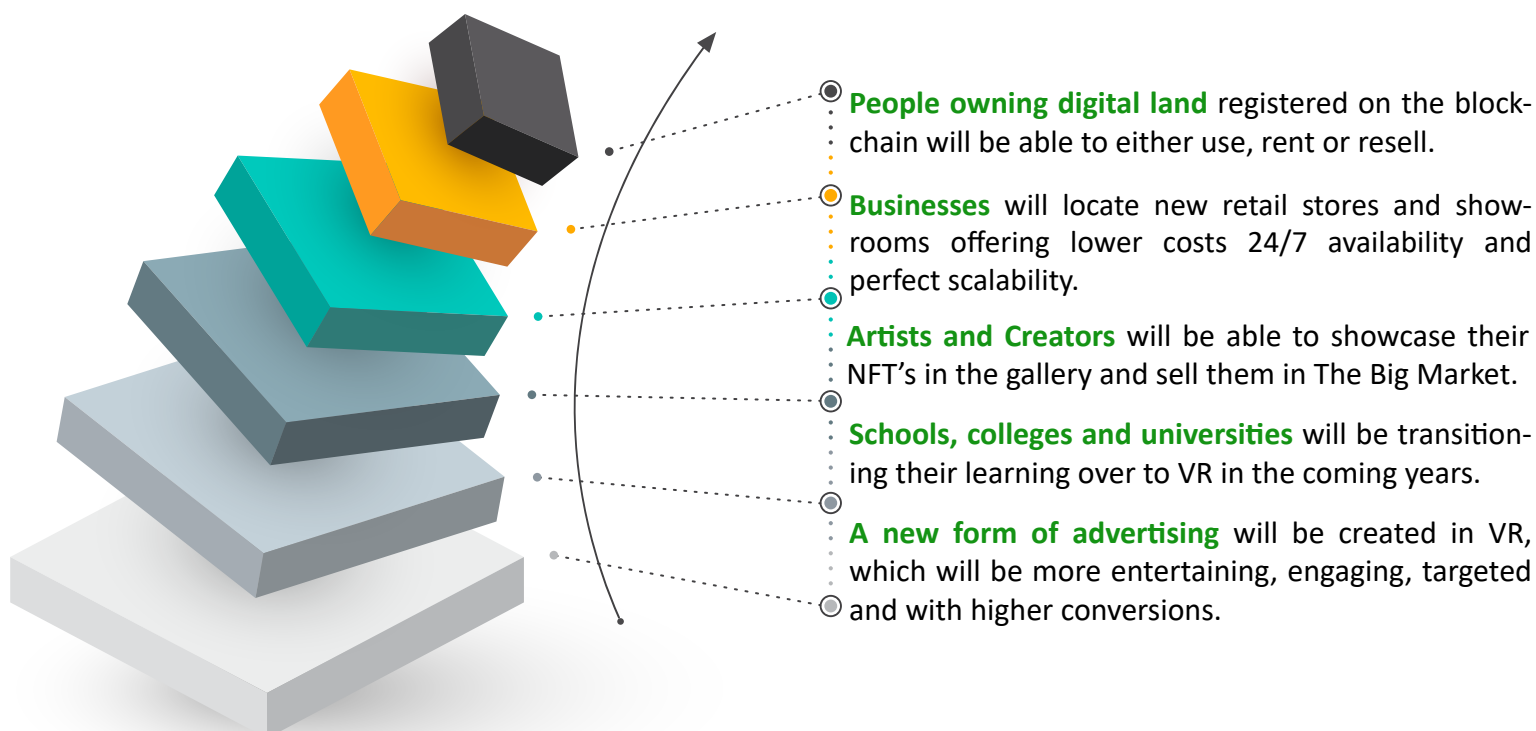 People owning digital land registered on the block-
chain will be able to either use, rent or resell.
Businesses will locate new retail stores and show-
rooms offering lower costs 24/7 availability and
perfect scalability.
Artists and Creators will be able to showcase their
NFT’s in the gallery and sell them in The Big Market.
Schools, colleges and universities will be transition-
ing their learning over to VR in the coming years.
A new form of advertising will be created in VR,
which will be more entertaining, engaging, targeted
and with higher conversions.